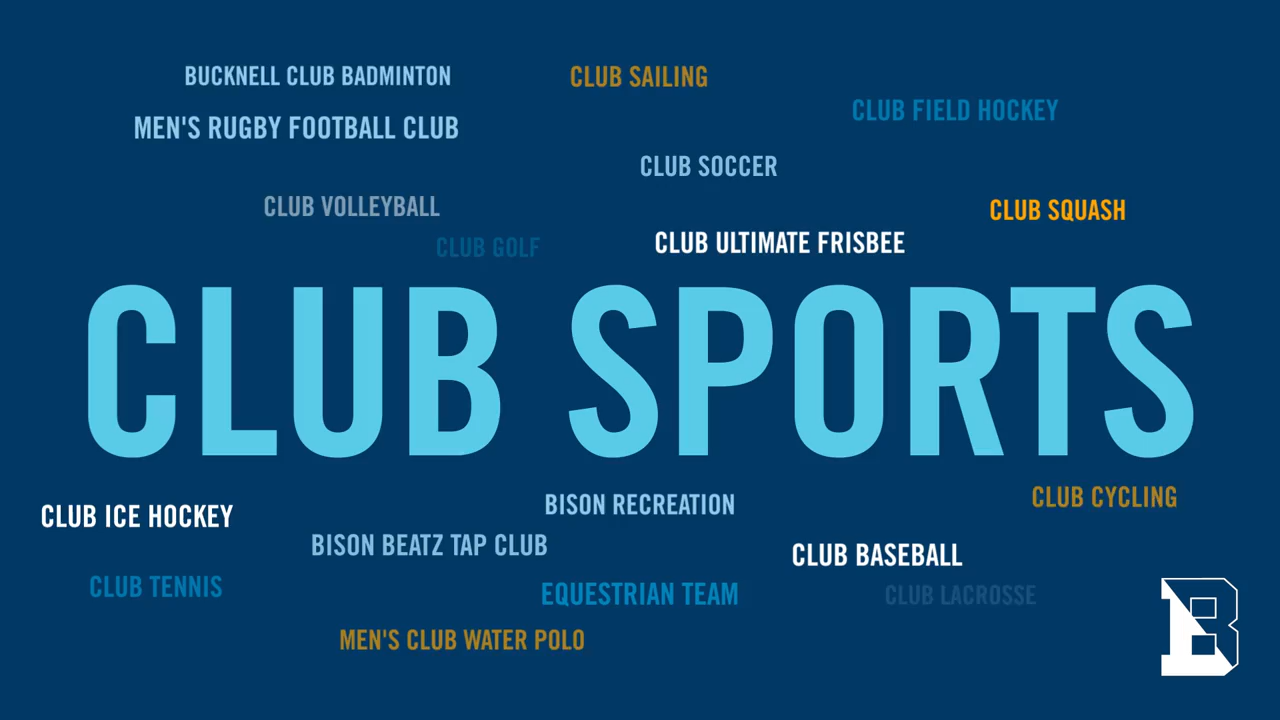 BUCKNELL CLUB BADMINTON
CLUB SAILING
CLUB FIELD HOCKEY
MEN'S RUGBY FOOTBALL CLUB
CLUB SOCCER
CLUB VOLLEYBALL
CLUB SQUASH
CLUB GOLF
CLUB ULTIMATE FRISBEE
CLUB SPORTS
CLUB ICE HOCKEY
BISON RECREATION
CLUB CYCLING
BISON BEATZ TAP CLUB
CLUB BASEBALL
CLUB TENNIS
EQUESTRIAN TEAM
CLUB LACROSSE
MEN'S CLUB WATER POLO
B